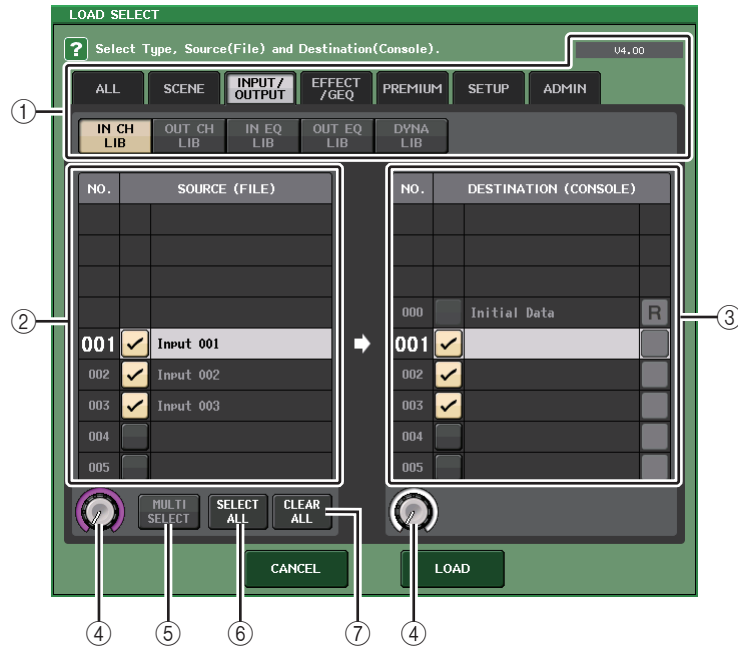 LOAD SELECT
? Select Type, Source(File) and Destination(Console).
V4.00
ALL
SCENE
INPUT/
OUTPUT
EFFECT
/GEQ
PREMIUM
SETUP
ADMIN
①
IN CH
LIB
OUT CH
LIB
IN EQ
LIB
OUT EQ
LIB
DYNA
LIB
NO. SOURCE (FILE)
NO. DESTINATION (CONSOLE)
000 Initial Data R
②
③
001 Input 001
001
002 Input 002
002
003 Input 003
003
004
004
005
005
MULTI
SELECT
SELECT
ALL
CLEAR
ALL
CANCEL
LOAD
④ ⑤ ⑥ ⑦ ④